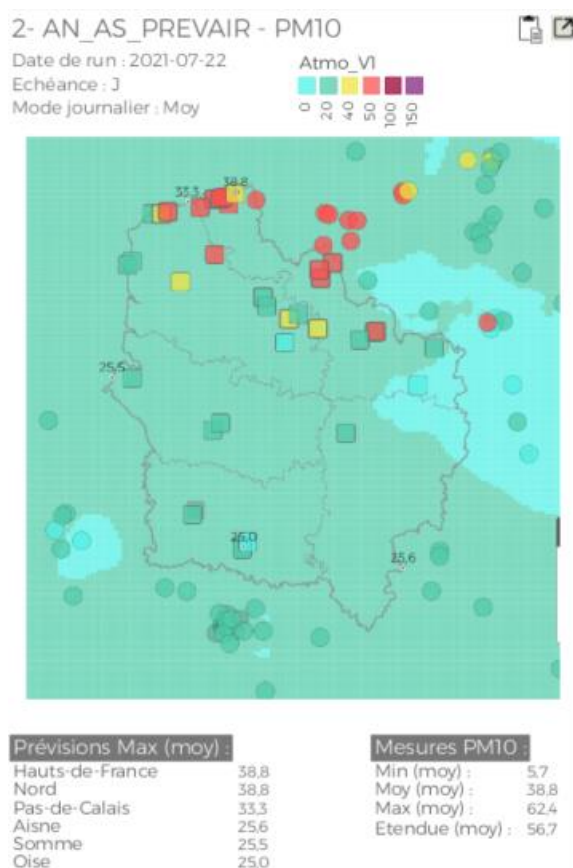 2- AN_AS_PREVAIR - PM10
Date de run : 2021-07-22
Echéance : J
Mode journalier : Moy
Atmo_V1
0 20 40 50 100 150
38,8
33,3
25,5
25,0
25,6
Prévisions Max (moy) :
Hauts-de-France 38,8
Nord 38,8
Pas-de-Calais 33,3
Aisne 25,6
Somme 25,5
Oise 25,0
Mesures PM10 :
Min (moy) : 5,7
Moy (moy) : 38,8
Max (moy) : 62,4
Etendue (moy) : 56,7